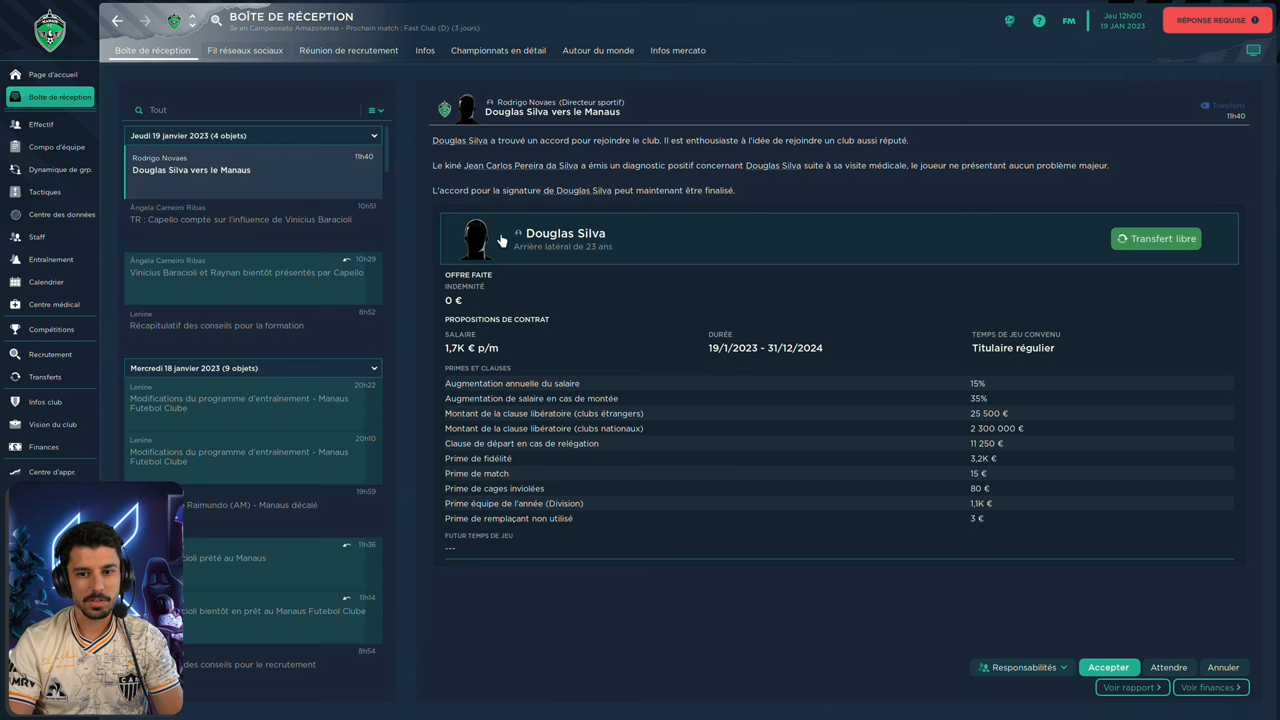 MANAUS
BOÎTE DE RÉCEPTION
3e en Campeonato Amazonense - Prochain match : Fast Club (D) (3 jours)
FM
Jeu 12h00
19 JAN 2023
RÉPONSE REQUISE
Boîte de réception
Fil réseaux sociaux
Réunion de recrutement
Infos
Championnats en détail
Autour du monde
Infos mercato
Page d'accueil
Boîte de réception
Effectif
Compo d'équipe
Dynamique de grp.
Tactiques
Centre des données
Staff
Entraînement
Calendrier
Centre médical
Compétitions
Recrutement
Transferts
Infos club
Vision du club
Finances
Centre d'appr.
Tout
Jeudi 19 janvier 2023 (4 objets)
Rodrigo Novaes 11h40
Douglas Silva vers le Manaus
Ângela Carneiro Ribas 10h51
TR : Capello compte sur l'influence de Vinícius Baracioli
Ângela Carneiro Ribas 10h29
Vinícius Baracioli et Raynan bientôt présentés par Capello
Lenine 8h52
Récapitulatif des conseils pour la formation
Mercredi 18 janvier 2023 (9 objets)
Lenine 20h22
Modifications du programme d'entraînement - Manaus
Futebol Clube
Lenine 20h10
Modifications du programme d'entraînement - Manaus
Futebol Clube
19h59
Raimundo (AM) - Manaus décalé
11h36
cioli prêté au Manaus
11h14
cioli bientôt en prêt au Manaus Futebol Clube
8h54
des conseils pour le recrutement
Rodrigo Novaes (Directeur sportif)
Douglas Silva vers le Manaus
Transferts
11h40
Douglas Silva a trouvé un accord pour rejoindre le club. Il est enthousiaste à l'idée de rejoindre un club aussi réputé.
Le kiné Jean Carlos Pereira da Silva a émis un diagnostic positif concernant Douglas Silva suite à sa visite médicale, le joueur ne présentant aucun problème majeur.
L'accord pour la signature de Douglas Silva peut maintenant être finalisé.
Douglas Silva
Arrière latéral de 23 ans
Transfert libre
OFFRE FAITE
INDEMNITÉ
0 €
PROPOSITIONS DE CONTRAT
SALAIRE DURÉE TEMPS DE JEU CONVENU
1,7K € p/m 19/1/2023 - 31/12/2024 Titulaire régulier
PRIMES ET CLAUSES
Augmentation annuelle du salaire 15%
Augmentation de salaire en cas de montée 35%
Montant de la clause libératoire (clubs étrangers) 25 500 €
Montant de la clause libératoire (clubs nationaux) 2 300 000 €
Clause de départ en cas de relégation 11 250 €
Prime de fidélité 3,2K €
Prime de match 15 €
Prime de cages inviolées 80 €
Prime équipe de l'année (Division) 1,1K €
Prime de remplaçant non utilisé 3 €
FUTUR TEMPS DE JEU
---
Responsabilités
Accepter
Attendre
Annuler
Voir rapport
Voir finances